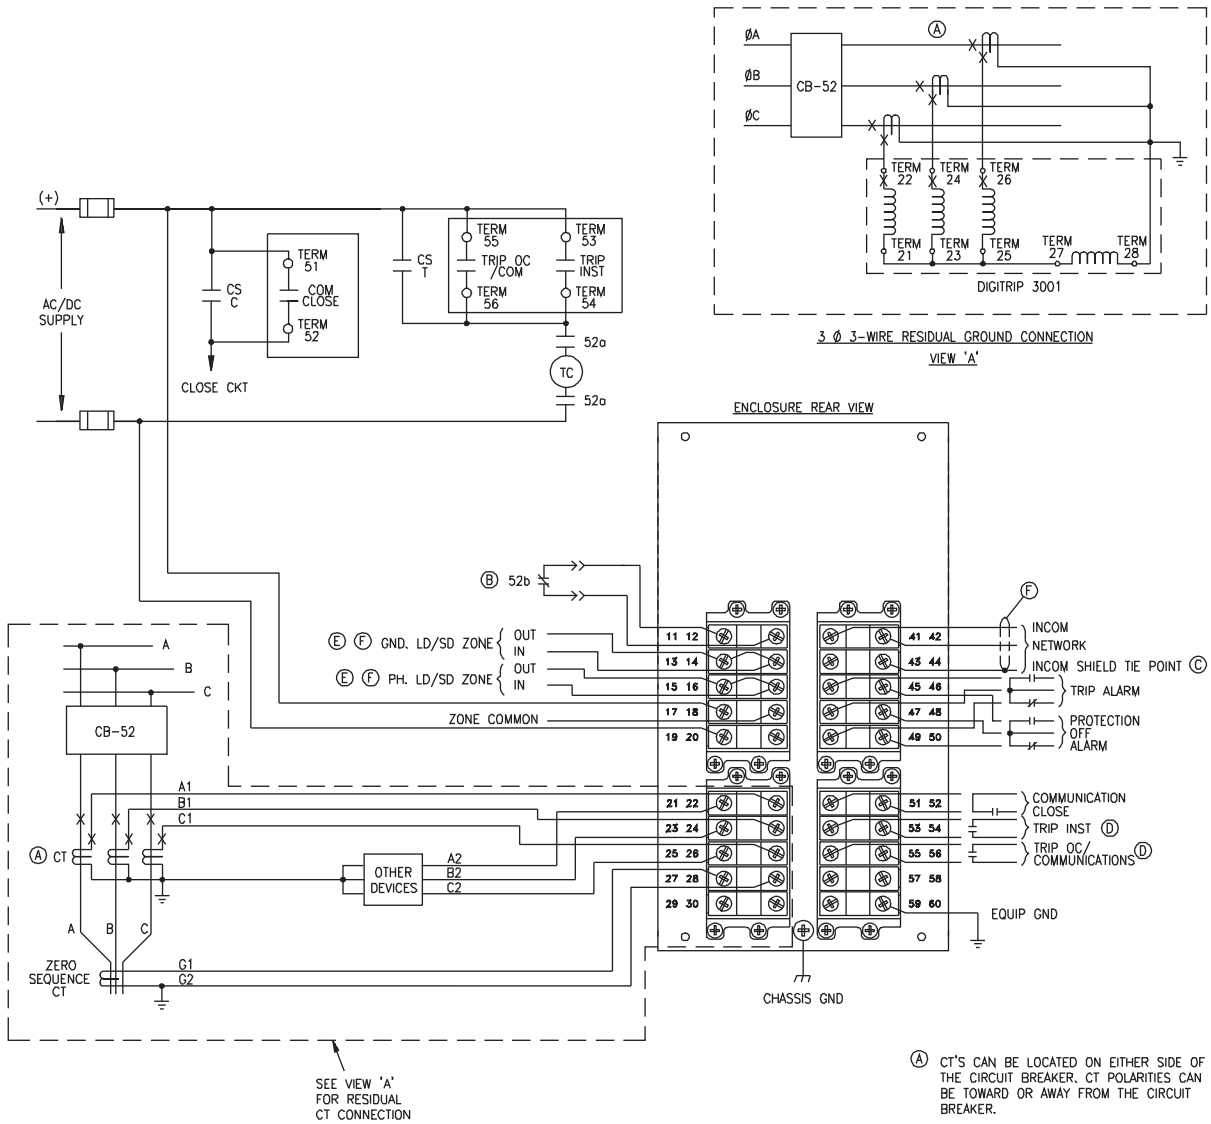 ØA
ØB
ØC
CB-52
A
TERM 22
TERM 24
TERM 26
TERM 21
TERM 23
TERM 25
TERM 27
TERM 28
DIGITRIP 3001
3 Ø 3-WIRE RESIDUAL GROUND CONNECTION
VIEW 'A'
(+)
AC/DC
SUPPLY
CS
C
TERM
51
COM
CLOSE
TERM
52
CLOSE CKT
CS
T
TERM
55
TRIP OC
/COM
TERM
56
TERM
53
TRIP
INST
TERM
54
52a
TC
52a
ENCLOSURE REAR VIEW
B 52b
E F GND. LD/SD ZONE
OUT
IN
E F PH. LD/SD ZONE
OUT
IN
ZONE COMMON
11 12
13 14
15 16
17 18
19 20
21 22
23 24
25 26
27 28
29 30
41 42
43 44
45 46
47 48
49 50
51 52
53 54
55 56
57 58
59 60
F
INCOM
NETWORK
INCOM SHIELD TIE POINT C
TRIP ALARM
PROTECTION
OFF
ALARM
COMMUNICATION
CLOSE
TRIP INST D
TRIP OC/
COMMUNICATIONS D
EQUIP GND
CHASSIS GND
A
B
C
CB-52
A1
B1
C1
A CT
OTHER
DEVICES
A2
B2
C2
A
B
C
ZERO
SEQUENCE
CT
G1
G2
SEE VIEW 'A'
FOR RESIDUAL
CT CONNECTION
A CT'S CAN BE LOCATED ON EITHER SIDE OF
THE CIRCUIT BREAKER. CT POLARITIES CAN
BE TOWARD OR AWAY FROM THE CIRCUIT
BREAKER.